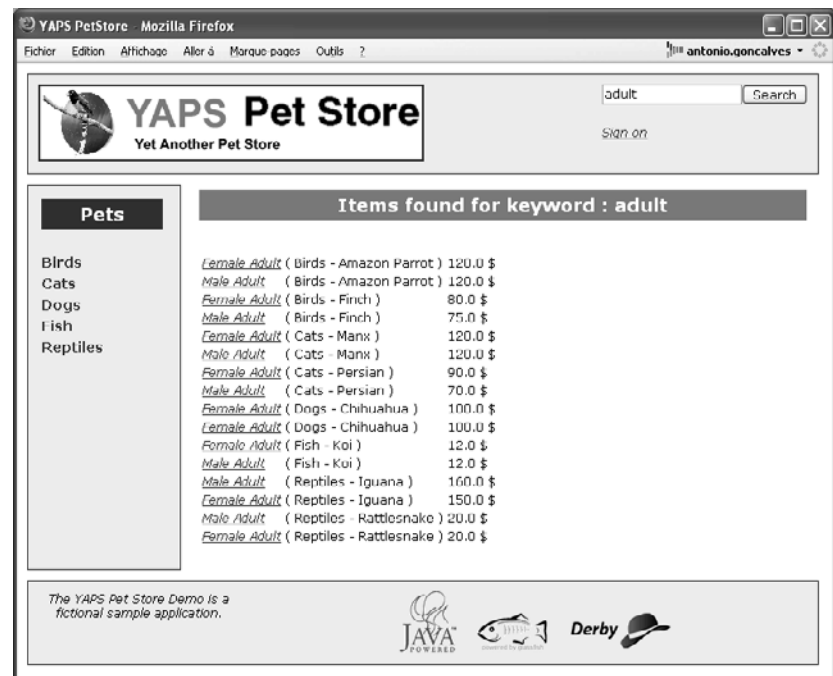 YAPS PetStore - Mozilla Firefox
Fichier Edition Affichage Aller à Marque-pages Outils ? antonio.goncalves
YAPS Pet Store
Yet Another Pet Store
adult Search
Sign on
Pets
Birds
Cats
Dogs
Fish
Reptiles
Items found for keyword : adult
Female Adult ( Birds - Amazon Parrot ) 120.0 $
Male Adult ( Birds - Amazon Parrot ) 120.0 $
Female Adult ( Birds - Finch ) 80.0 $
Male Adult ( Birds - Finch ) 75.0 $
Female Adult ( Cats - Manx ) 120.0 $
Male Adult ( Cats - Manx ) 120.0 $
Female Adult ( Cats - Persian ) 90.0 $
Male Adult ( Cats - Persian ) 70.0 $
Female Adult ( Dogs - Chihuahua ) 100.0 $
Female Adult ( Dogs - Chihuahua ) 100.0 $
Female Adult ( Fish - Koi ) 12.0 $
Male Adult ( Fish - Koi ) 12.0 $
Male Adult ( Reptiles - Iguana ) 160.0 $
Female Adult ( Reptiles - Iguana ) 150.0 $
Male Adult ( Reptiles - Rattlesnake ) 20.0 $
Female Adult ( Reptiles - Rattlesnake ) 20.0 $
The YAPS Pet Store Demo is a
fictional sample application.
JAVA™
POWERED
powered by glassfish
Derby